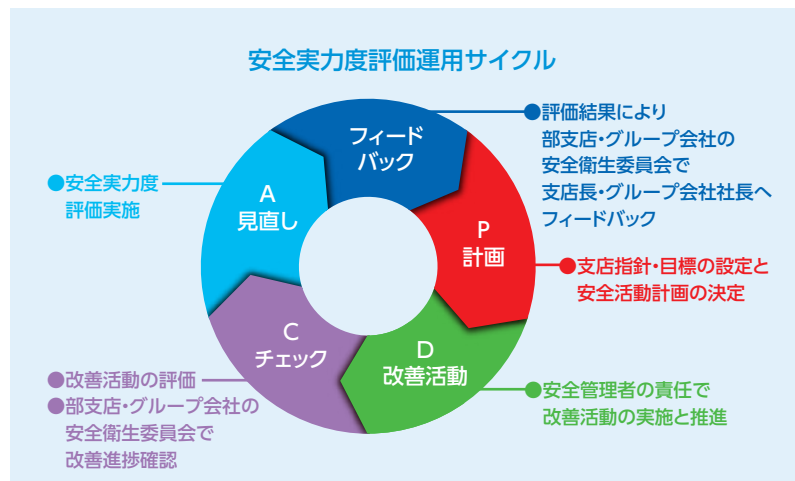 安全実力度評価運用サイクル
フィード
バック
●評価結果により
部支店・グループ会社の
安全衛生委員会で
支店長・グループ会社社長へ
フィードバック
P
計画
●支店指針・目標の設定と
安全活動計画の決定
D
改善活動
●安全管理者の責任で
改善活動の実施と推進
C
チェック
●改善活動の評価
●部支店・グループ会社の
安全衛生委員会で
改善進捗確認
A
見直し
●安全実力度
評価実施